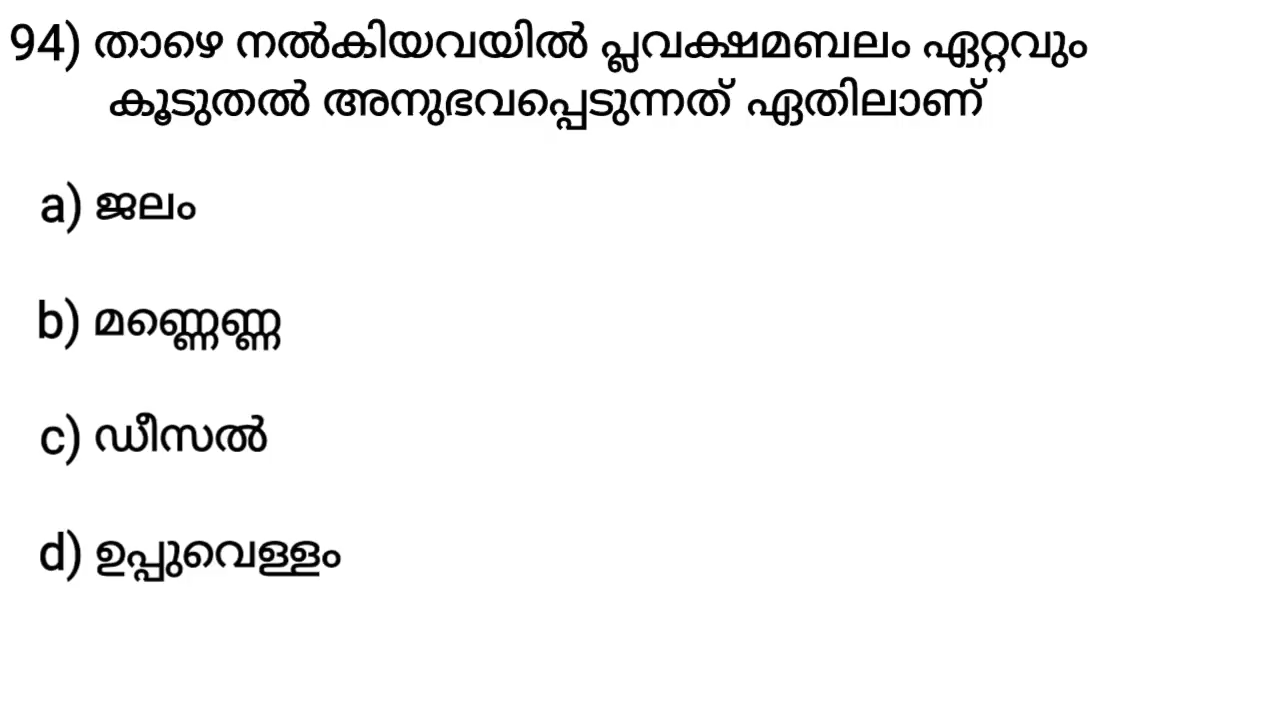 94) താഴെ നൽകിയവയിൽ പ്ലവക്ഷമബലം ഏറ്റവും
കൂടുതൽ അനുഭവപ്പെടുന്നത് ഏതിലാണ്
a) ജലം
b) മണ്ണെണ്ണ
c) ഡീസൽ
d) ഉപ്പുവെള്ളം